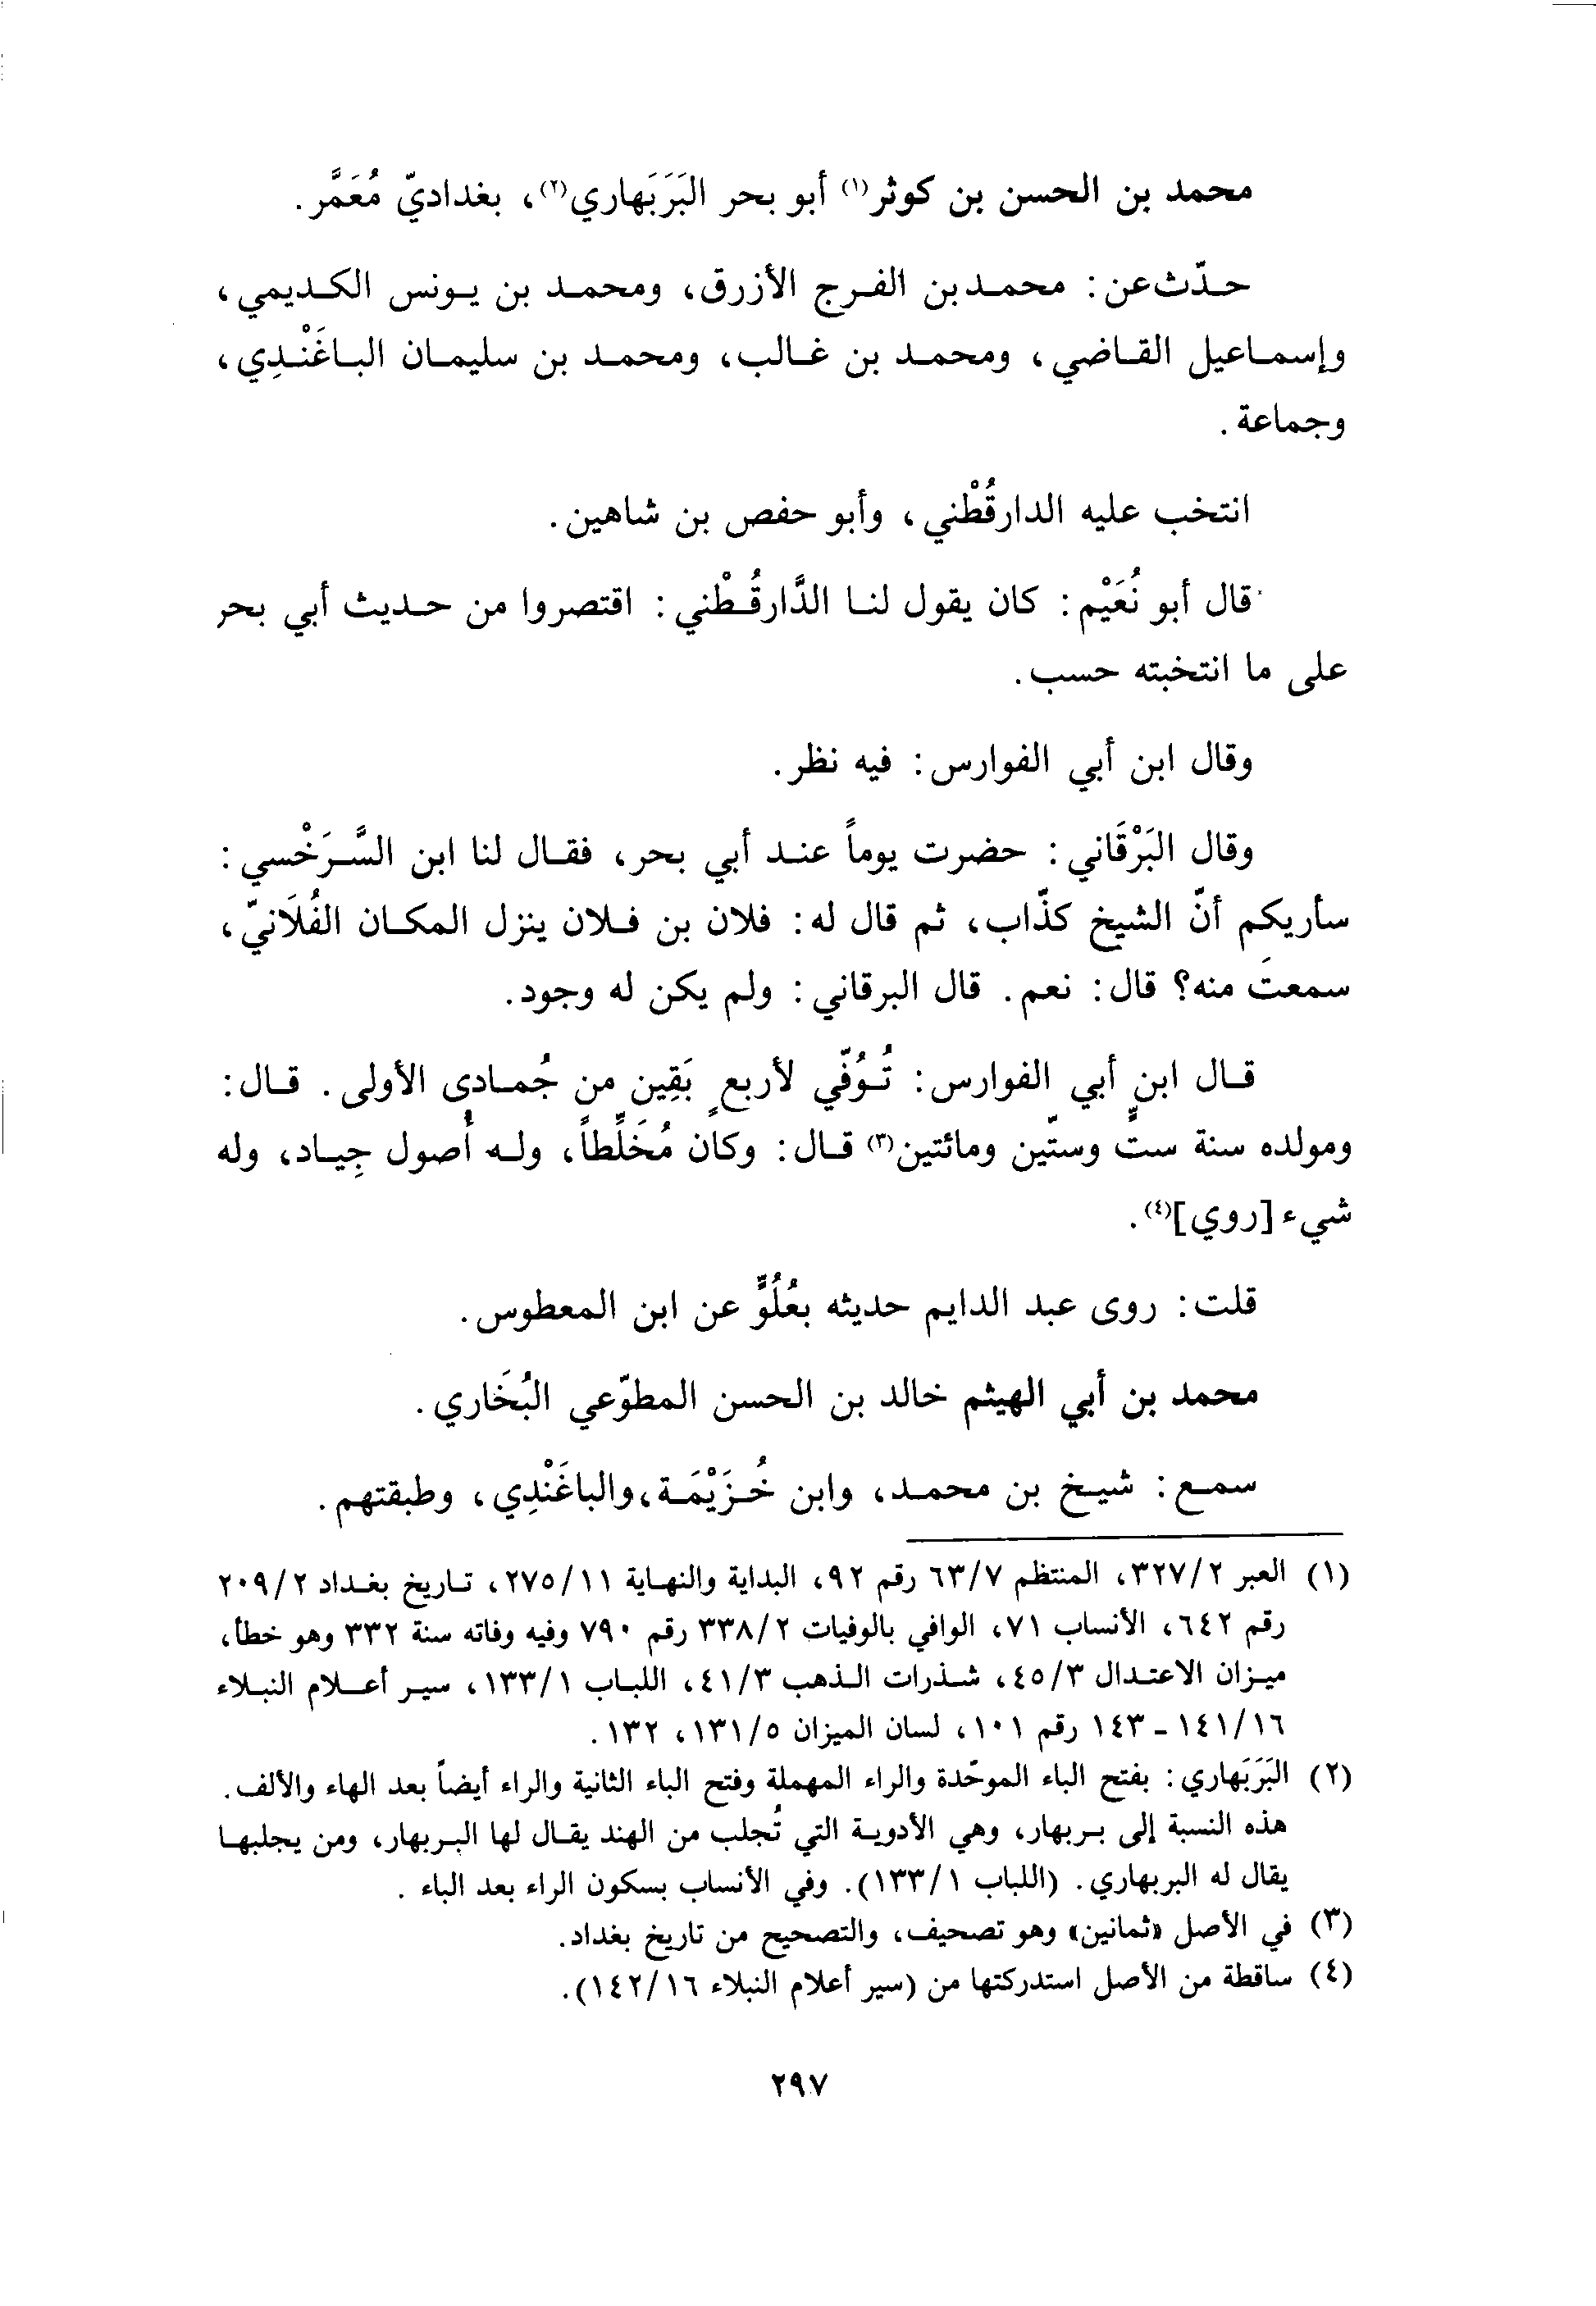 محمد بن الحسن بن كوثر(١) أبو بحر البَرَبَهاري(٢)، بغداديّ مُعَمَّر.
حدّث عن: محمد بن الفرج الأزرق، ومحمد بن يونس الكديمي،
وإسماعيل القاضي، ومحمد بن غالب، ومحمد بن سليمان الباغَنْدِي،
وجماعة.
انتخب عليه الدارقُطْني، وأبو حفص بن شاهين.
قال أبو نُعَيْم: كان يقول لنا الدَّارقُطْني: اقتصروا من حديث أبي بحر
على ما انتخبته حسب.
وقال ابن أبي الفوارس: فيه نظر.
وقال البَرْقَاني: حضرت يوماً عند أبي بحر، فقال لنا ابن السَّرَخْسي:
سأريكم أنّ الشيخ كذّاب، ثم قال له: فلان بن فلان ينزل المكان الفُلَانيّ،
سمعتَ منه؟ قال: نعم. قال البرقاني: ولم يكن له وجود.
قال ابن أبي الفوارس: تُوُفّي لأربعٍ بَقِين من جُمادى الأولى. قال:
ومولده سنة ستٍّ وستّين ومائتين(٣) قال: وكان مُخَلِّطاً، وله أُصول جِياد، وله
شيء [روي](٤).
قلت: روى عبد الدايم حديثه بعُلُوٍّ عن ابن المعطوس.
محمد بن أبي الهيثم خالد بن الحسن المطوّعي البُخَاري.
سمع: شيخ بن محمد، وابن خُزَيْمَة، والباغَنْدِي، وطبقتهم.
(١) العبر ٣٢٧/٢، المنتظم ٦٣/٧ رقم ٩٢، البداية والنهاية ٢٧٥/١١، تاريخ بغداد ٢٠٩/٢
رقم ٦٤٢، الأنساب ٧١، الوافي بالوفيات ٣٣٨/٢ رقم ٧٩٠ وفيه وفاته سنة ٣٣٢ وهو خطأ،
ميزان الاعتدال ٤٥/٣، شذرات الذهب ٤١/٣، اللباب ١٣٣/١، سير أعلام النبلاء
١٤١/١٦ - ١٤٣ رقم ١٠١، لسان الميزان ١٣١/٥، ١٣٢.
(٢) البَرَبَهاري: بفتح الباء الموحّدة والراء المهملة وفتح الباء الثانية والراء أيضاً بعد الهاء والألف.
هذه النسبة إلى بربهار، وهي الأدوية التي تُجلب من الهند يقال لها البربهار، ومن يجلبها
يقال له البربهاري. (اللباب ١٣٣/١). وفي الأنساب بسكون الراء بعد الباء.
(٣) في الأصل «ثمانين» وهو تصحيف، والتصحيح من تاريخ بغداد.
(٤) ساقطة من الأصل استدركتها من (سير أعلام النبلاء ١٤٢/١٦).
٢٩٧